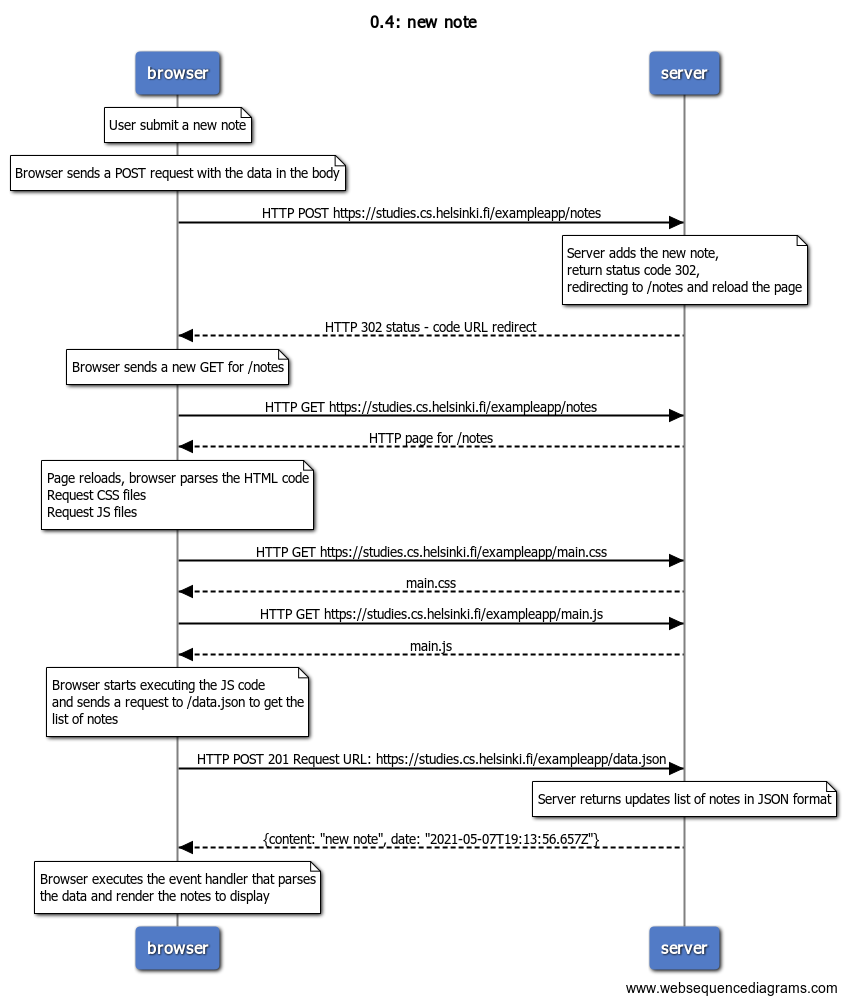 0.4: new note
browser
server
User submit a new note
Browser sends a POST request with the data in the body
HTTP POST https://studies.cs.helsinki.fi/exampleapp/notes
Server adds the new note,
return status code 302,
redirecting to /notes and reload the page
HTTP 302 status - code URL redirect
Browser sends a new GET for /notes
HTTP GET https://studies.cs.helsinki.fi/exampleapp/notes
HTTP page for /notes
Page reloads, browser parses the HTML code
Request CSS files
Request JS files
HTTP GET https://studies.cs.helsinki.fi/exampleapp/main.css
main.css
HTTP GET https://studies.cs.helsinki.fi/exampleapp/main.js
main.js
Browser starts executing the JS code
and sends a request to /data.json to get the
list of notes
HTTP POST 201 Request URL: https://studies.cs.helsinki.fi/exampleapp/data.json
Server returns updates list of notes in JSON format
{content: "new note", date: "2021-05-07T19:13:56.657Z"}
Browser executes the event handler that parses
the data and render the notes to display
browser
server
www.websequencediagrams.com